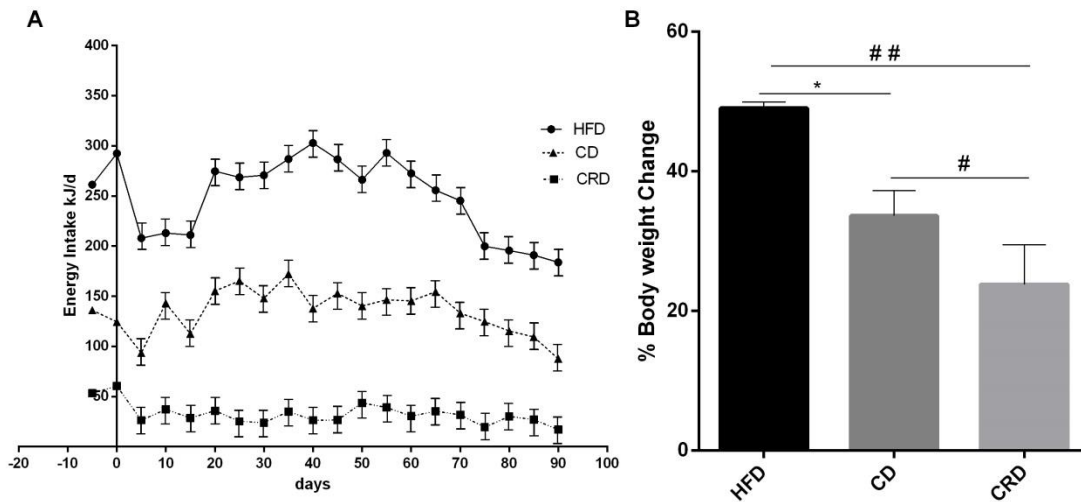 A
Energy Intake kJ/d
400
350
300
250
200
150
100
50
-20 -10 0 10 20 30 40 50 60 70 80 90 100
days
HFD
CD
CRD
B
% Body weight Change
60
40
20
0
# #
*
#
HFD CD CRD